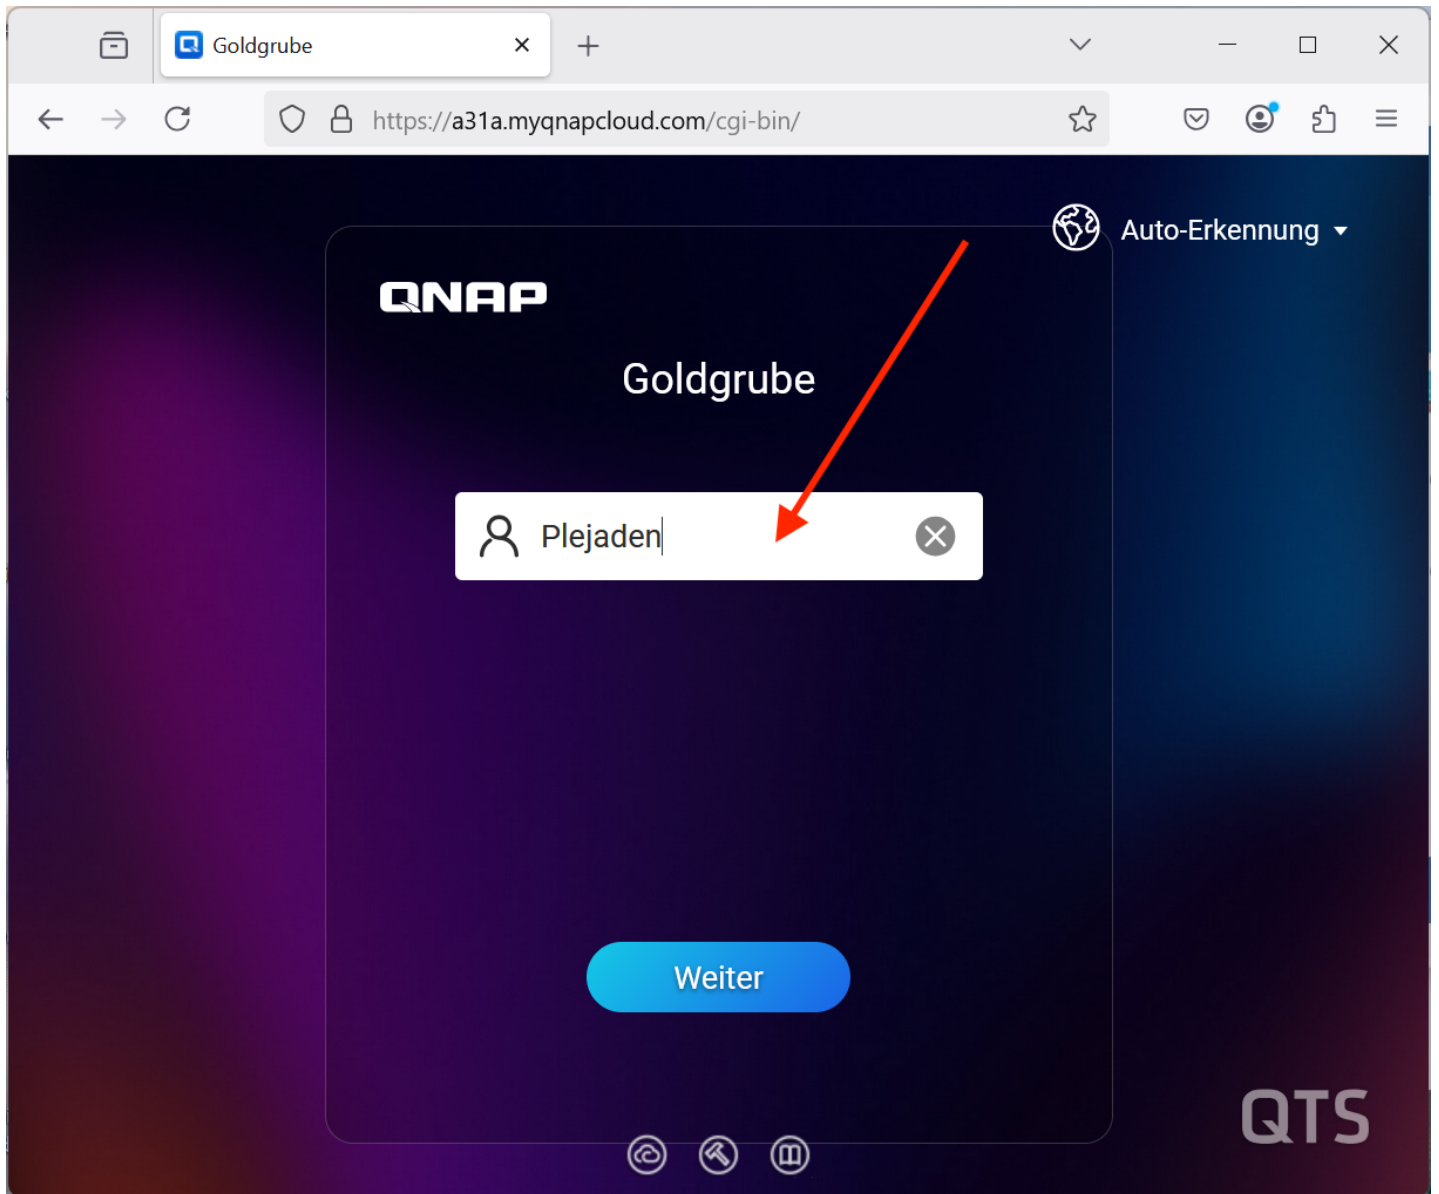 Goldgrube
https://a31a.myqnapcloud.com/cgi-bin/
Auto-Erkennung
QNAP
Goldgrube
Plejaden
Weiter
QTS